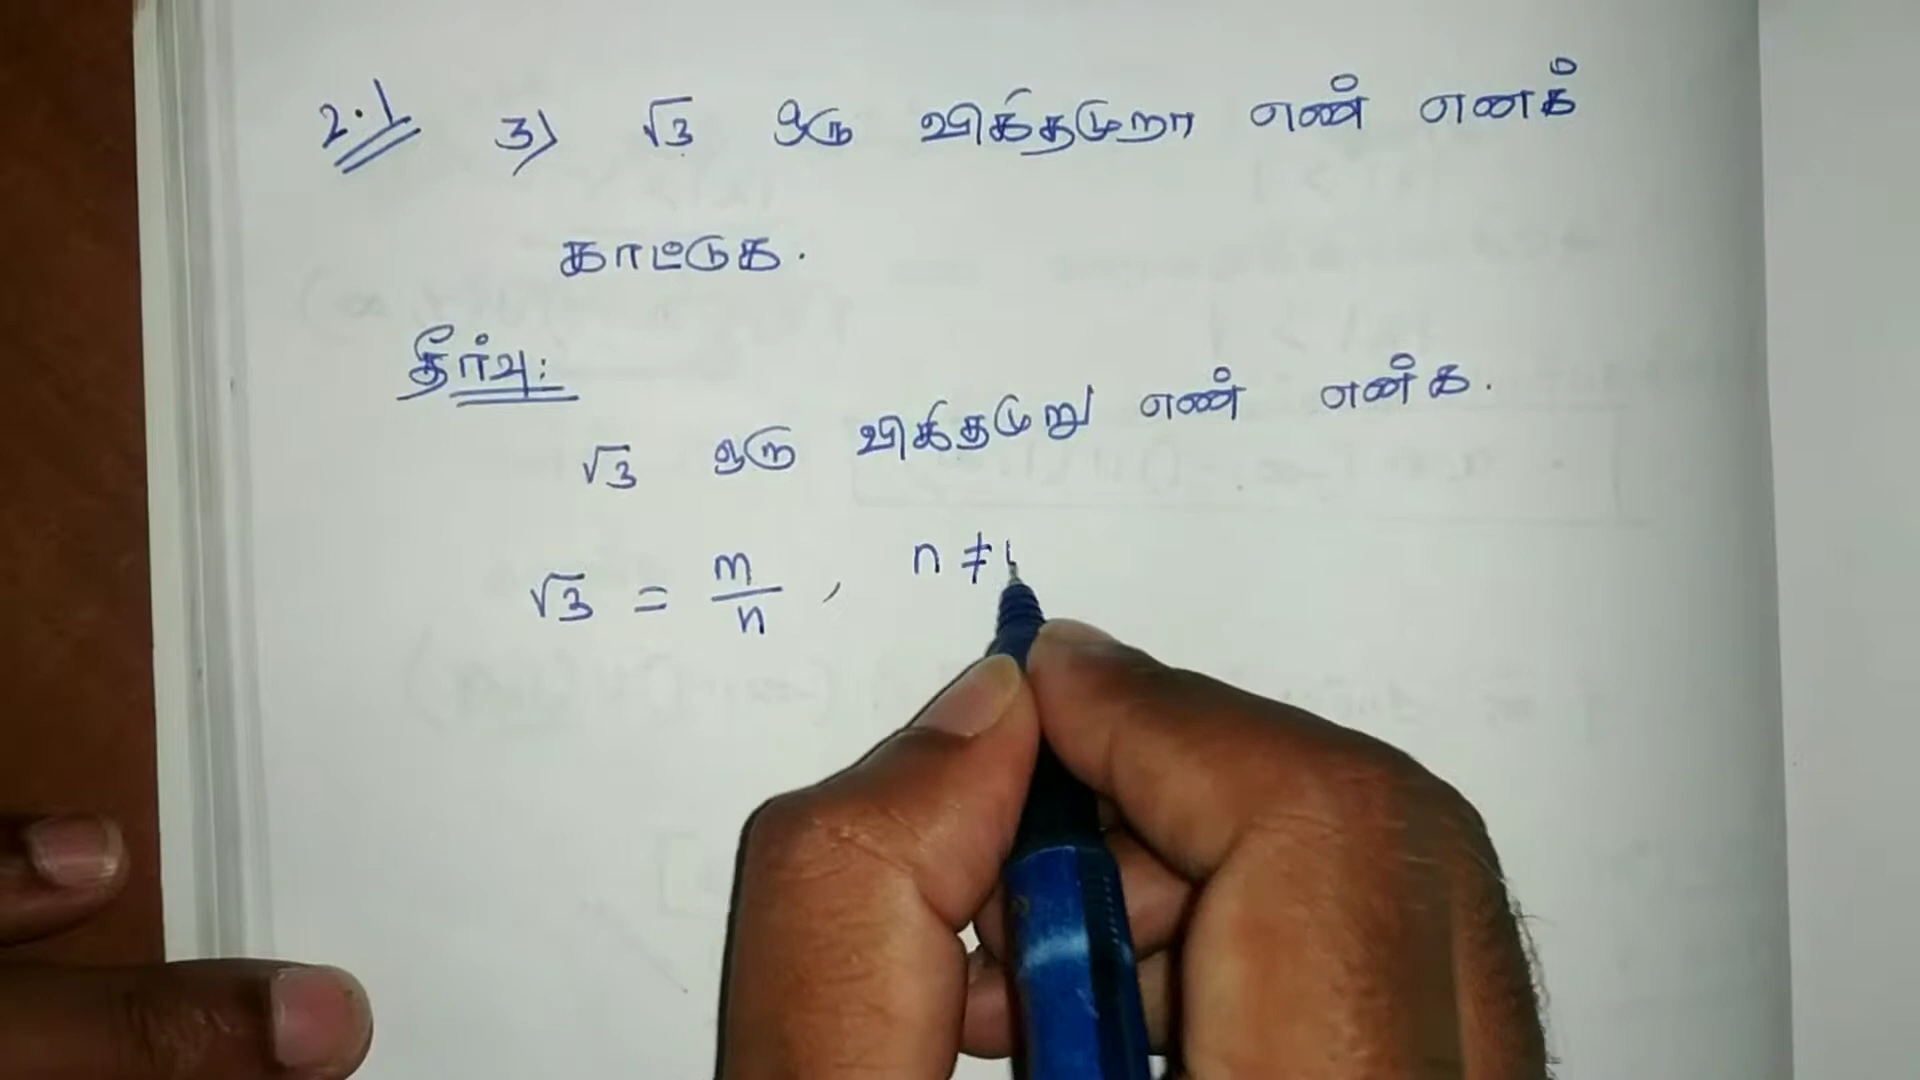 2.1 3) √3 ஒரு விகிதமுறா எண் எனக்
காட்டுக.
தீர்வு:
√3 ஒரு விகிதமுறு எண் என்க.
√3 = m/n , n ≠